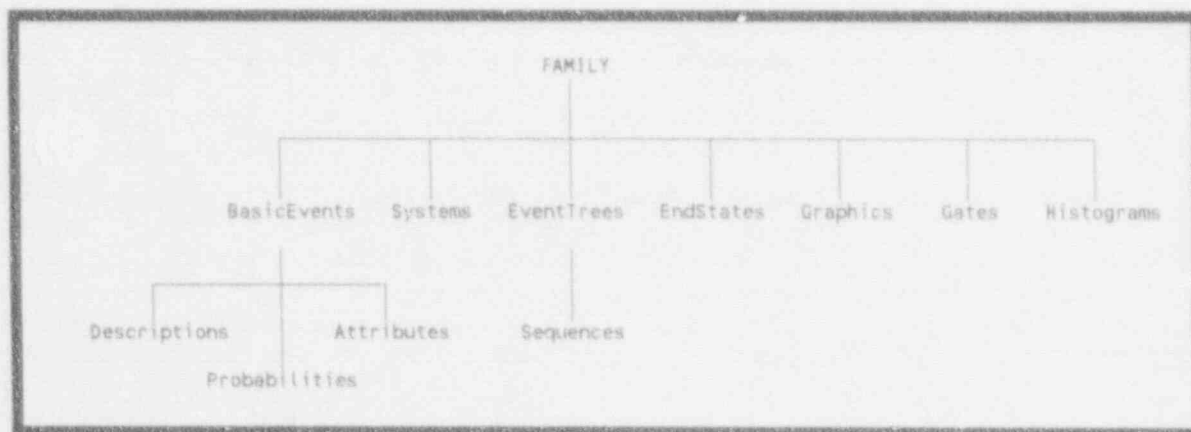 FAMILY
BasicEvents Systems EventTrees EndStates Graphics Gates Histograms
Descriptions Attributes Sequences
Probabilities